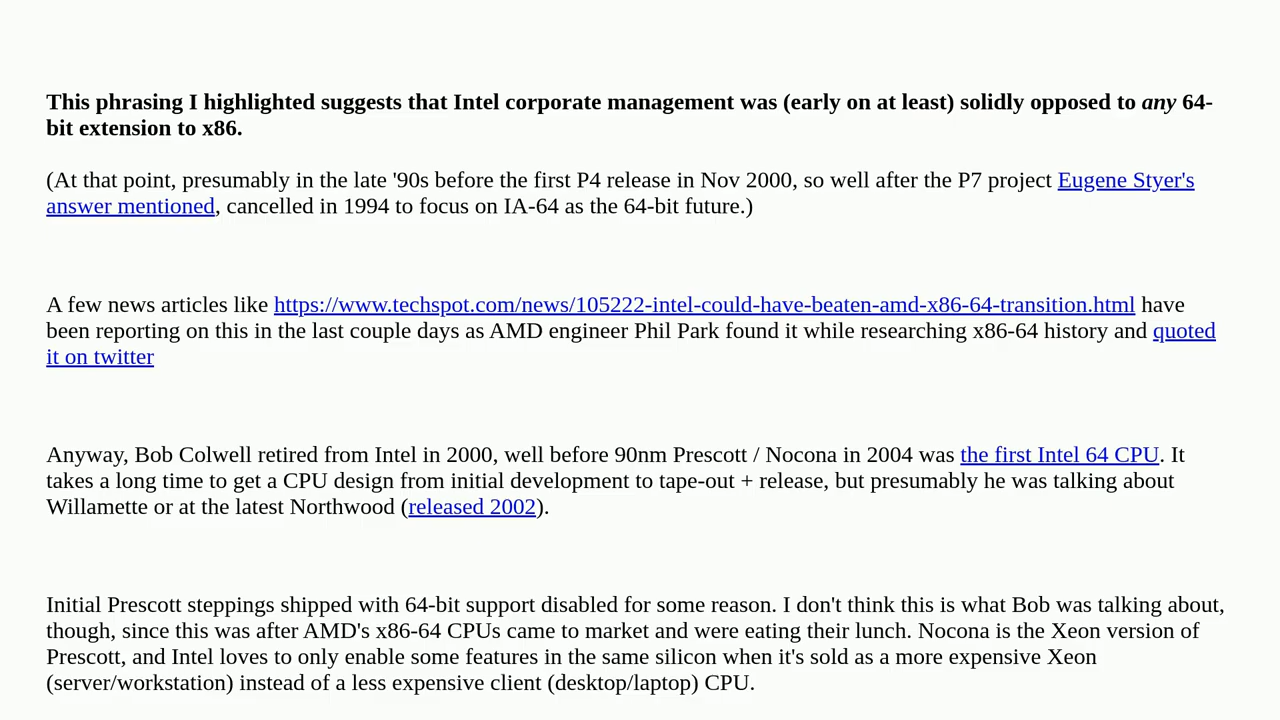 This phrasing I highlighted suggests that Intel corporate management was (early on at least) solidly opposed to any 64-
bit extension to x86.
(At that point, presumably in the late '90s before the first P4 release in Nov 2000, so well after the P7 project Eugene Styer's
answer mentioned, cancelled in 1994 to focus on IA-64 as the 64-bit future.)
A few news articles like https://www.techspot.com/news/105222-intel-could-have-beaten-amd-x86-64-transition.html have
been reporting on this in the last couple days as AMD engineer Phil Park found it while researching x86-64 history and quoted
it on twitter
Anyway, Bob Colwell retired from Intel in 2000, well before 90nm Prescott / Nocona in 2004 was the first Intel 64 CPU. It
takes a long time to get a CPU design from initial development to tape-out + release, but presumably he was talking about
Willamette or at the latest Northwood (released 2002).
Initial Prescott steppings shipped with 64-bit support disabled for some reason. I don't think this is what Bob was talking about,
though, since this was after AMD's x86-64 CPUs came to market and were eating their lunch. Nocona is the Xeon version of
Prescott, and Intel loves to only enable some features in the same silicon when it's sold as a more expensive Xeon
(server/workstation) instead of a less expensive client (desktop/laptop) CPU.